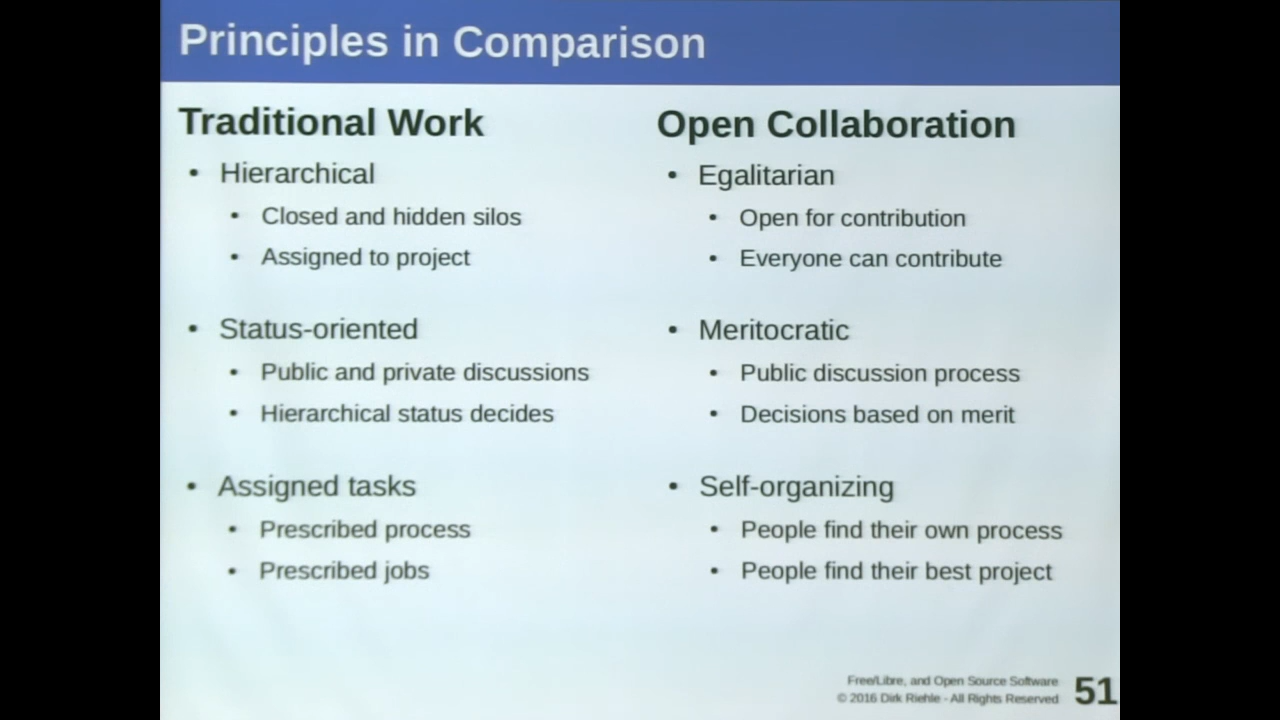 Principles in Comparison
Traditional Work
• Hierarchical
• Closed and hidden silos
• Assigned to project
• Status-oriented
• Public and private discussions
• Hierarchical status decides
• Assigned tasks
• Prescribed process
• Prescribed jobs
Open Collaboration
• Egalitarian
• Open for contribution
• Everyone can contribute
• Meritocratic
• Public discussion process
• Decisions based on merit
• Self-organizing
• People find their own process
• People find their best project
Free/Libre, and Open Source Software
© 2016 Dirk Riehle - All Rights Reserved
51